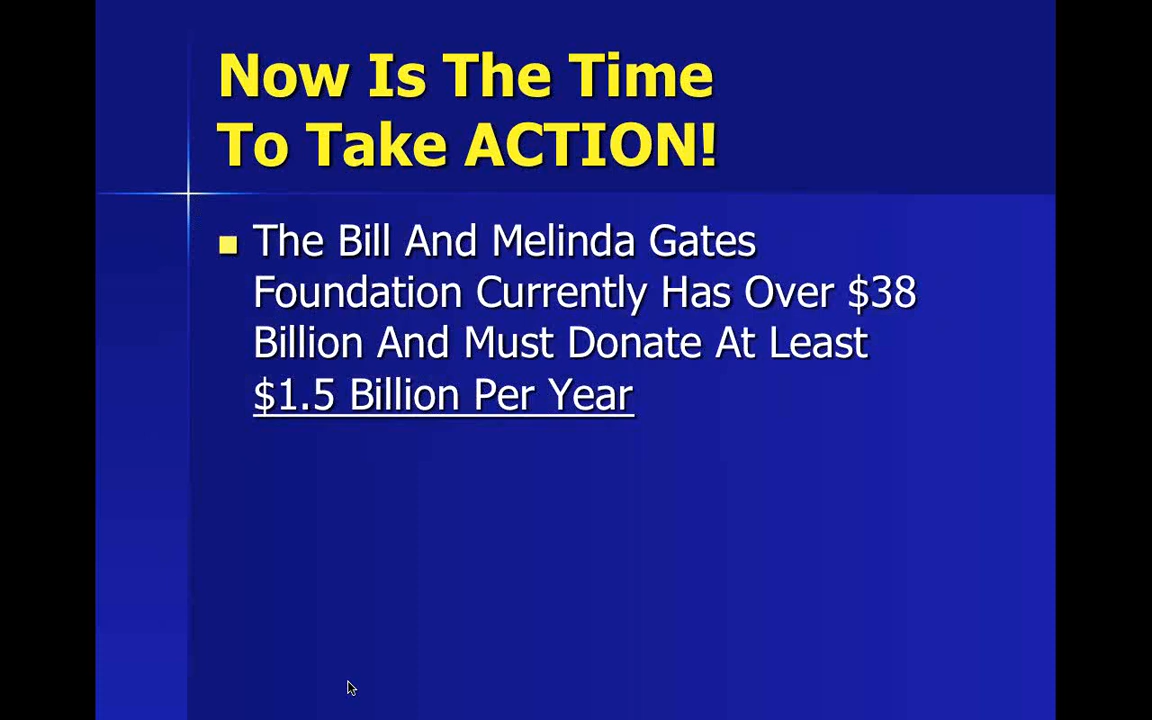 Now Is The Time
To Take ACTION!
The Bill And Melinda Gates
Foundation Currently Has Over $38
Billion And Must Donate At Least
$1.5 Billion Per Year